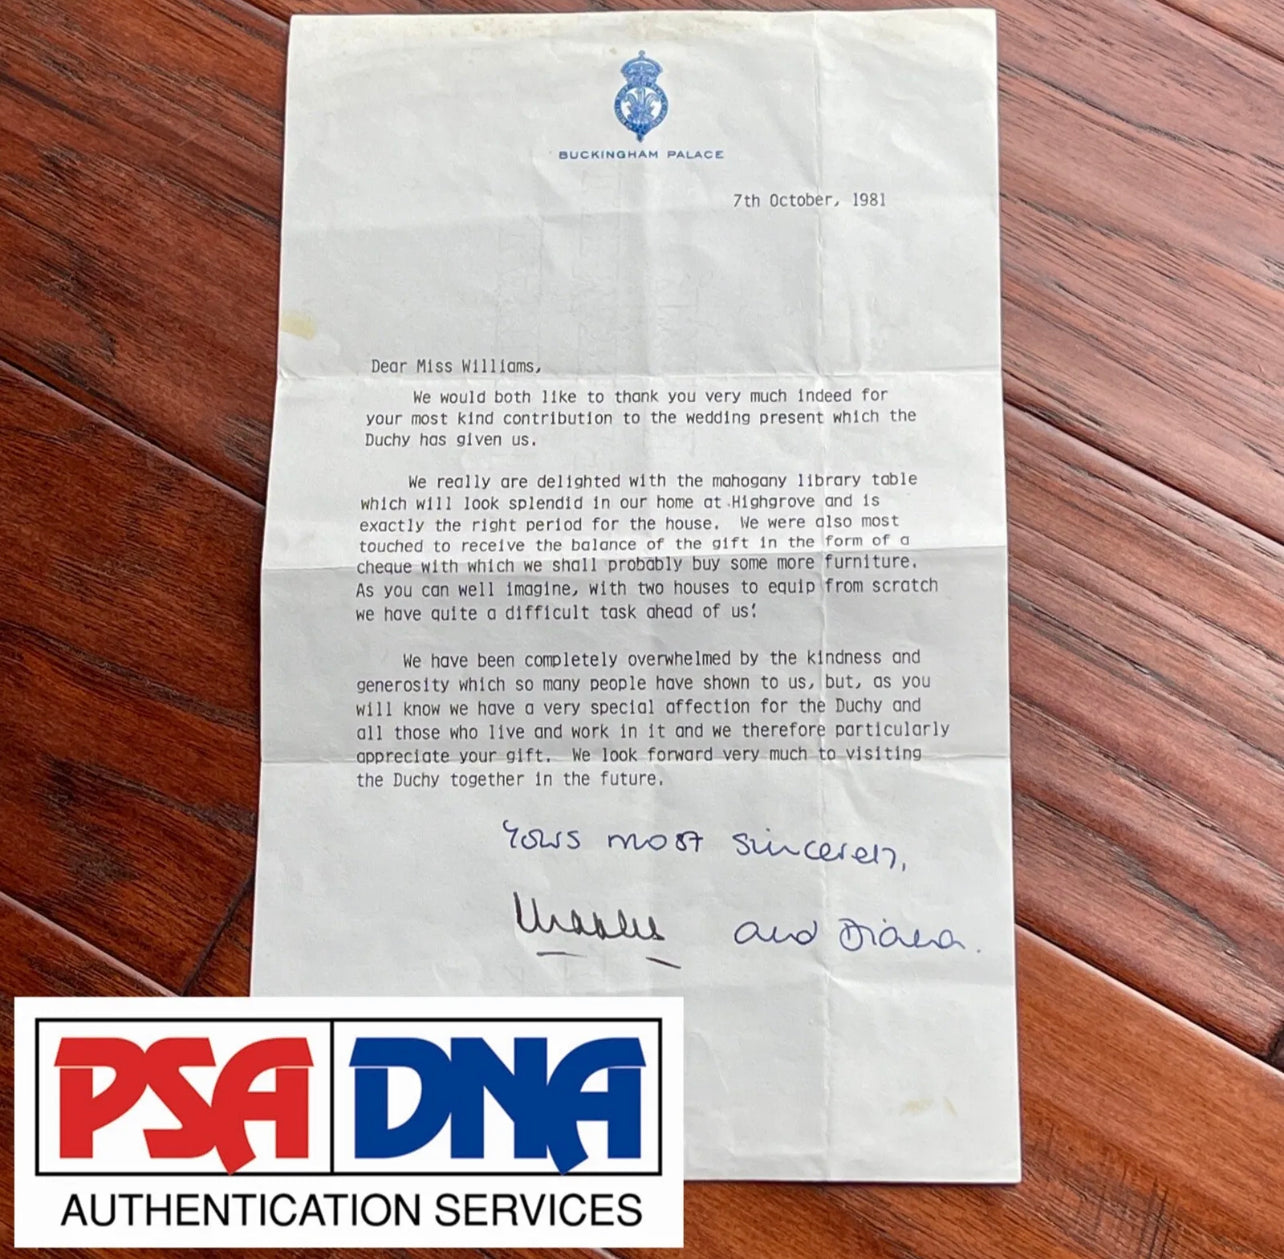 BUCKINGHAM PALACE
7th October, 1981
Dear Miss Williams,
We would both like to thank you very much indeed for
your most kind contribution to the wedding present which the
Duchy has given us.
We really are delighted with the mahogany library table
which will look splendid in our home at Highgrove and is
exactly the right period for the house. We were also most
touched to receive the balance of the gift in the form of a
cheque with which we shall probably buy some more furniture.
As you can well imagine, with two houses to equip from scratch
we have quite a difficult task ahead of us!
We have been completely overwhelmed by the kindness and
generosity which so many people have shown to us, but, as you
will know we have a very special affection for the Duchy and
all those who live and work in it and we therefore particularly
appreciate your gift. We look forward very much to visiting
the Duchy together in the future.
Yours most sincerely,
Charles and Diana.
PSA DNA
AUTHENTICATION SERVICES